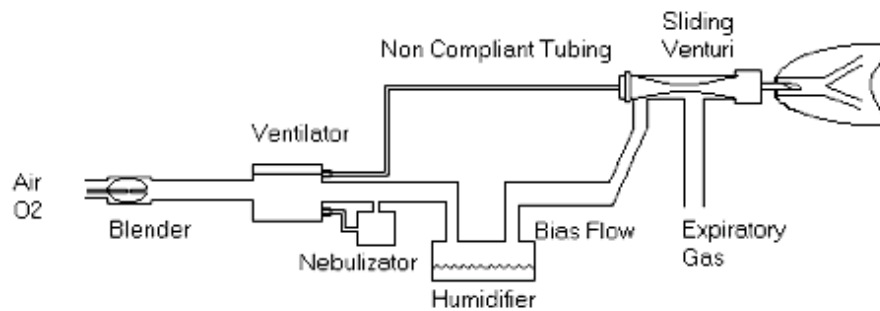 Sliding
Venturi
Non Compliant Tubing
Ventilator
Air
O2
Blender
Nebulizator
Humidifier
Bias Flow
Expiratory
Gas